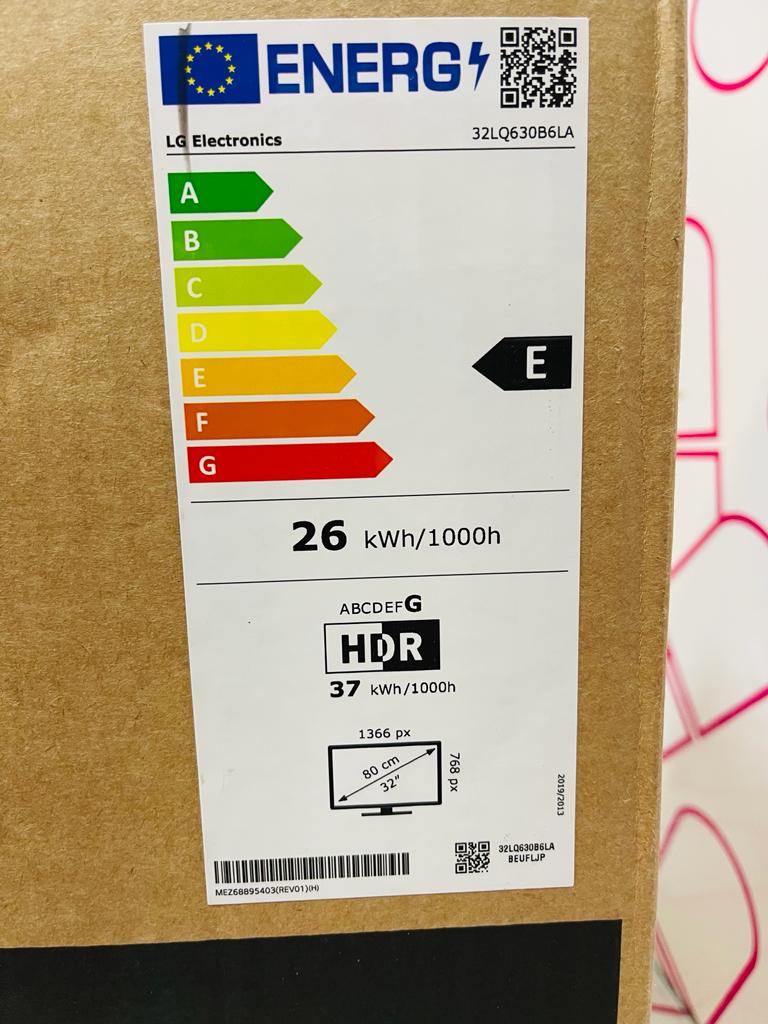 ENERG
LG Electronics
32LQ630B6LA
A
B
C
D
E
E
F
G
26 kWh/1000h
ABCDEFG
HDR
37 kWh/1000h
1366 px
80 cm
32"
768 px
2019/2013
MEZ68895403(REV01)(H)
32LQ630B6LA
BEUFLJP